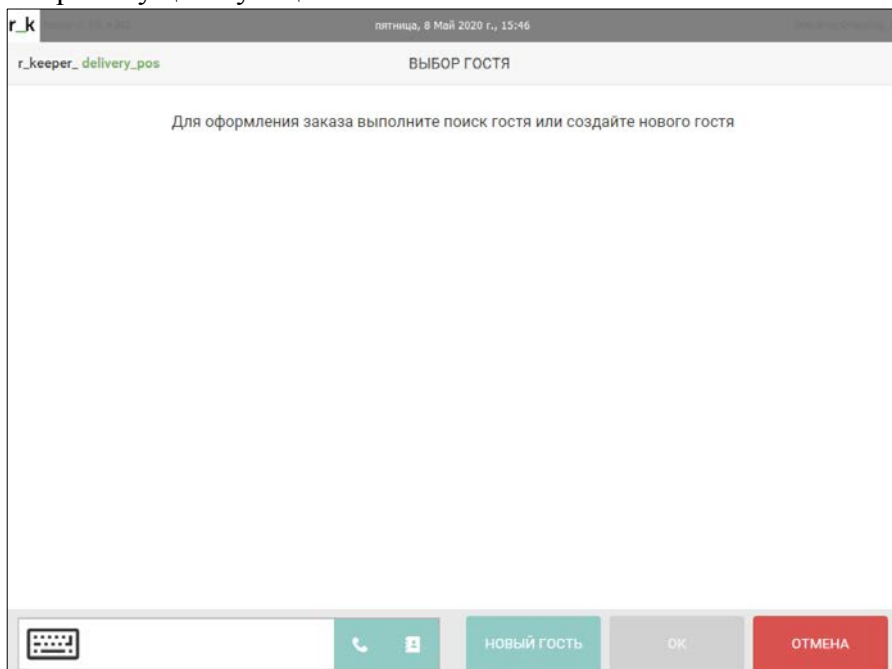 r_k
пятница, 8 Май 2020 г., 15:46
r_keeper_ delivery_pos
ВЫБОР ГОСТЯ
Для оформления заказа выполните поиск гостя или создайте нового гостя
НОВЫЙ ГОСТЬ
OK
ОТМЕНА